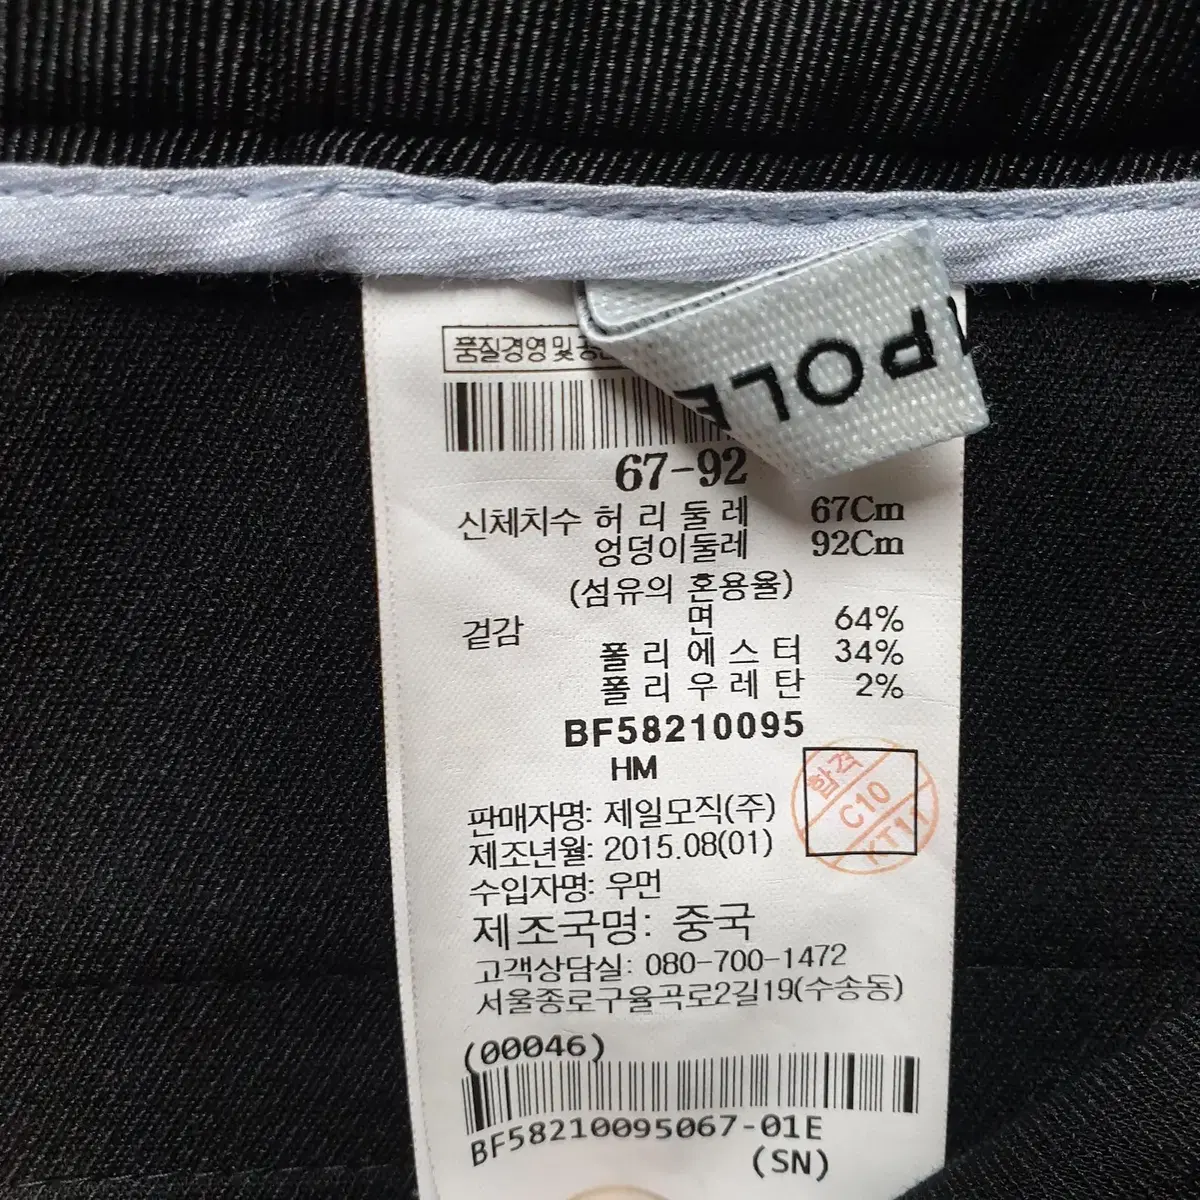 품질경영및공
POLE
67-92
신체치수 허리둘레 67Cm
엉덩이둘레 92Cm
(섬유의 혼용율)
겉감 면 64%
폴리에스터 34%
폴리우레탄 2%
BF58210095
HM
합격
C10
KT11
판매자명: 제일모직(주)
제조년월: 2015.08(01)
수입자명: 우먼
제조국명: 중국
고객상담실: 080-700-1472
서울종로구율곡로2길19(수송동)
(00046)
BF58210095067-01E
(SN)